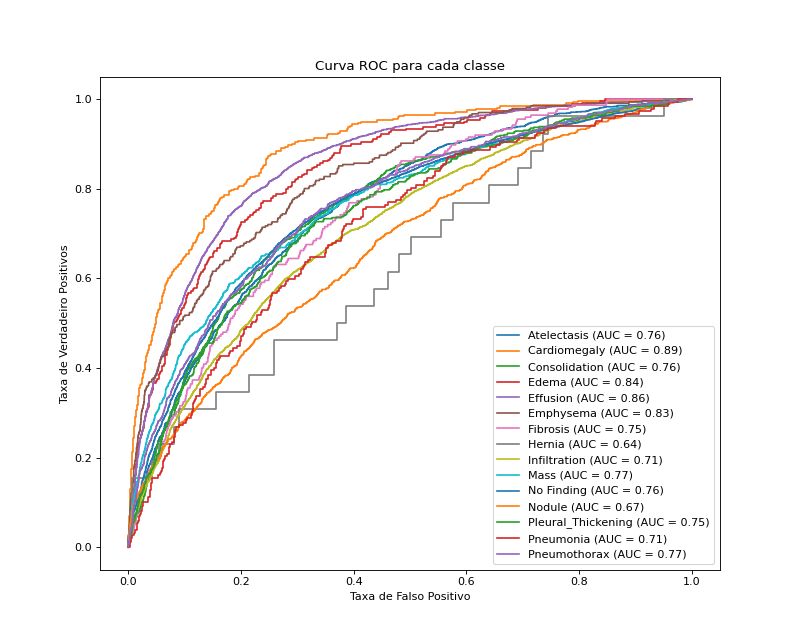 Curva ROC para cada classe
Taxa de Verdadeiro Positivos
1.0
0.8
0.6
0.4
0.2
0.0
Atelectasis (AUC = 0.76)
Cardiomegaly (AUC = 0.89)
Consolidation (AUC = 0.76)
Edema (AUC = 0.84)
Effusion (AUC = 0.86)
Emphysema (AUC = 0.83)
Fibrosis (AUC = 0.75)
Hernia (AUC = 0.64)
Infiltration (AUC = 0.71)
Mass (AUC = 0.77)
No Finding (AUC = 0.76)
Nodule (AUC = 0.67)
Pleural_Thickening (AUC = 0.75)
Pneumonia (AUC = 0.71)
Pneumothorax (AUC = 0.77)
0.0 0.2 0.4 0.6 0.8 1.0
Taxa de Falso Positivo